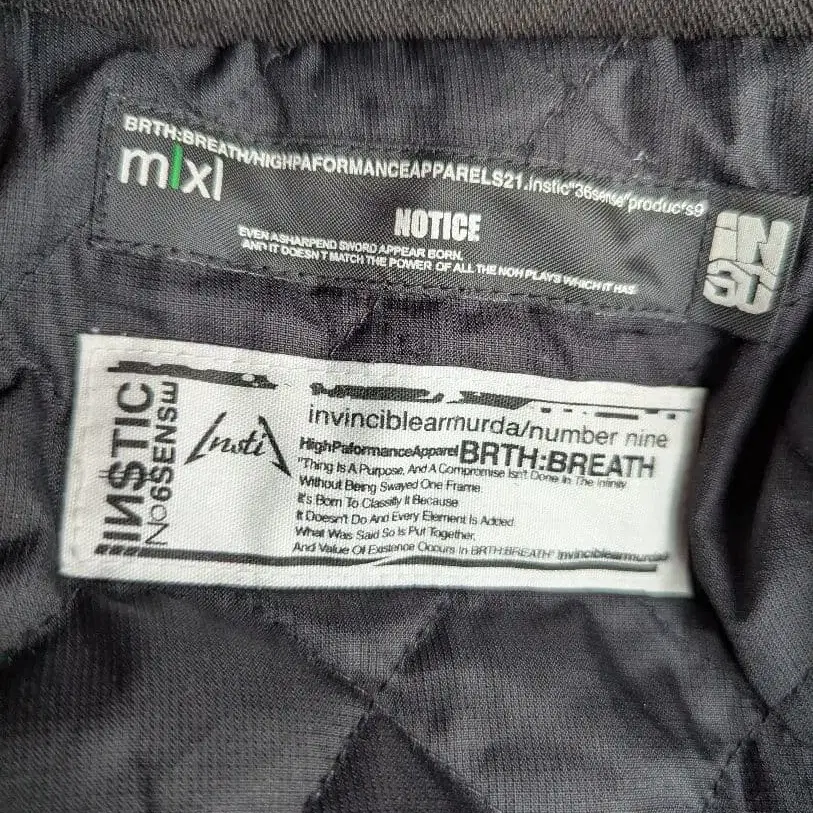 BRTH:BREATH/HIGHPAFORMANCEAPPARELS21.instic"36sense"products9
m|xl
NOTICE
EVEN A SHARPEND SWORD APPEAR BORN.
AND IT DOESN'T MATCH THE POWER OF ALL THE NOH PLAYS WHICH IT HAS
INSTIC
No6SENSE
Insti
invinciblearmurda/number nine
HighPaformanceApparel BRTH:BREATH
"Thing Is A Purpose, And A Compromise Isn't Done In The Infinity
Without Being Swayed One Frame
It's Born To Classify It Because
It Doesn't Do And Every Element Is Added
What Was Said So Is Put Together,
And Value Of Existence Occurs In BRTH:BREATH" Invinciblearmurda